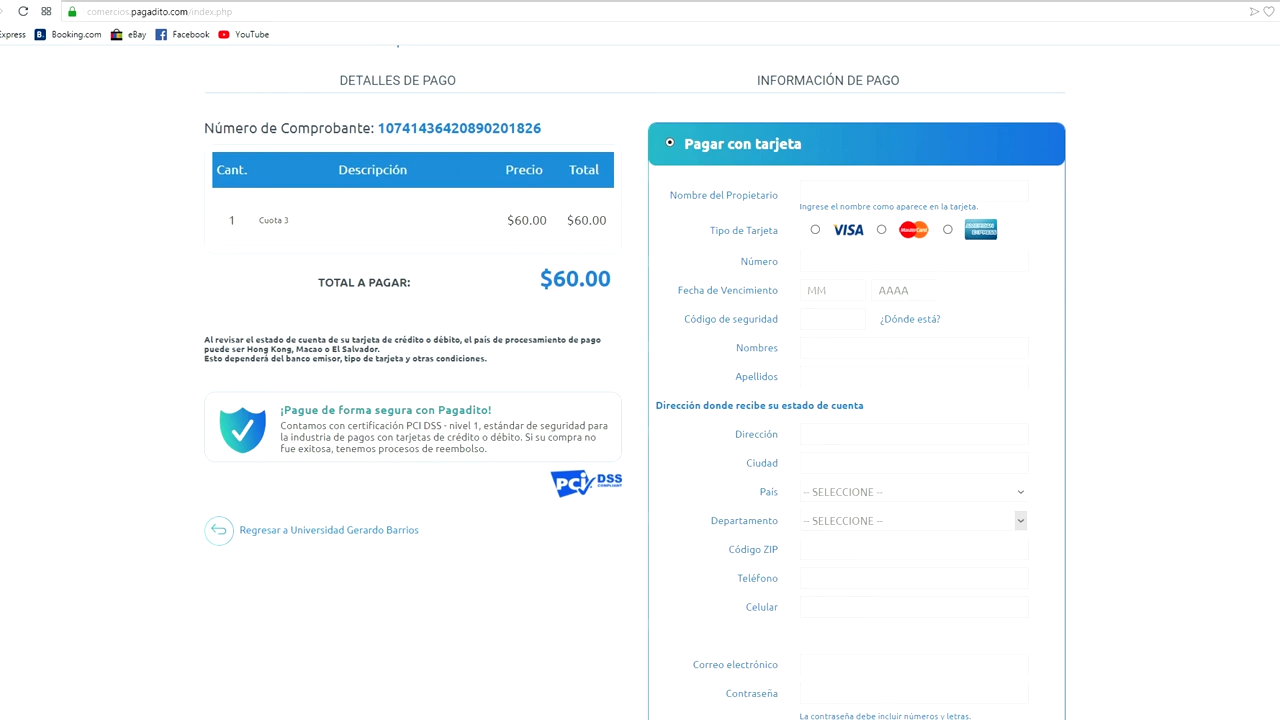 comercios.pagadito.com/index.php
Express Booking.com eBay Facebook YouTube
DETALLES DE PAGO
INFORMACIÓN DE PAGO
Número de Comprobante: 10741436420890201826
Cant. Descripción Precio Total
1 Cuota 3 $60.00 $60.00
TOTAL A PAGAR: $60.00
Al revisar el estado de cuenta de su tarjeta de crédito o débito, el país de procesamiento de pago
puede ser Hong Kong, Macao o El Salvador.
Esto dependerá del banco emisor, tipo de tarjeta y otras condiciones.
¡Pague de forma segura con Pagadito!
Contamos con certificación PCI DSS - nivel 1, estándar de seguridad para
la industria de pagos con tarjetas de crédito o débito. Si su compra no
fue exitosa, tenemos procesos de reembolso.
PCI DSS
COMPLIANT
Regresar a Universidad Gerardo Barrios
Pagar con tarjeta
Nombre del Propietario
Ingrese el nombre como aparece en la tarjeta.
Tipo de Tarjeta VISA MasterCard AMERICAN EXPRESS
Número
Fecha de Vencimiento MM AAAA
Código de seguridad ¿Dónde está?
Nombres
Apellidos
Dirección donde recibe su estado de cuenta
Dirección
Ciudad
País -- SELECCIONE --
Departamento -- SELECCIONE --
Código ZIP
Teléfono
Celular
Correo electrónico
Contraseña
La contraseña debe incluir números y letras.